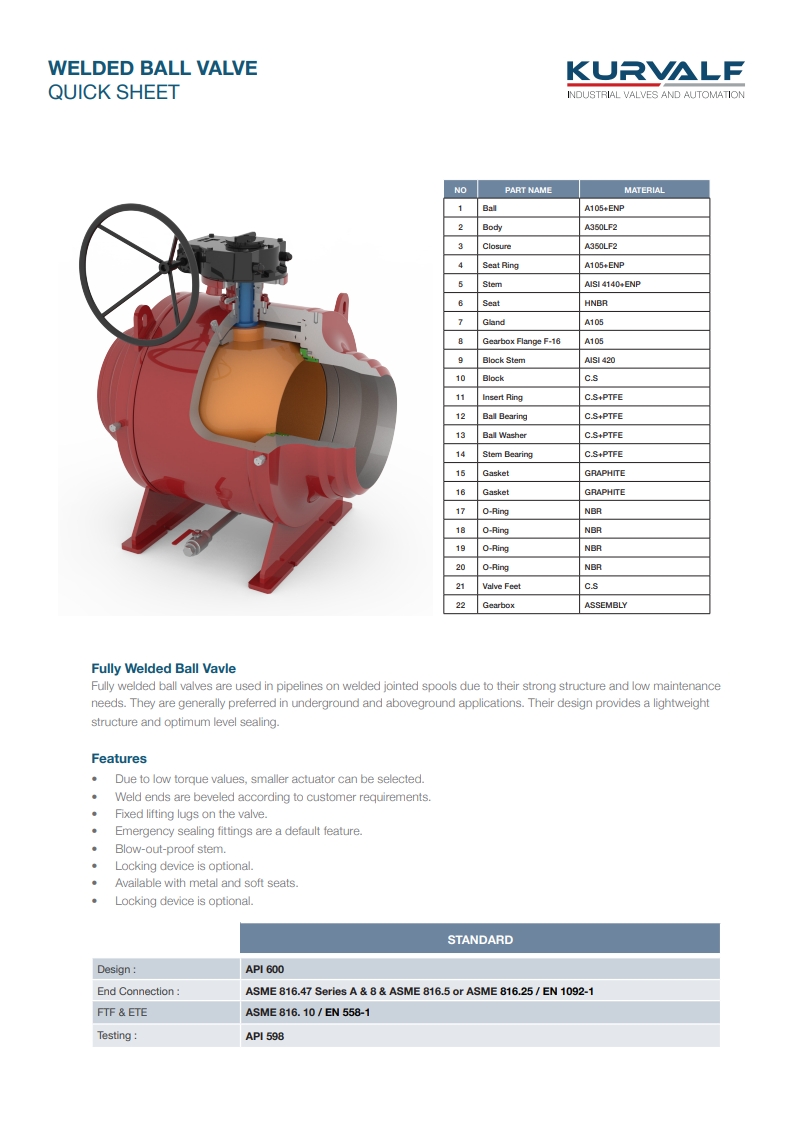 WELDED BALL VALVE
QUICK SHEET
KURVALF
INDUSTRIAL VALVES AND AUTOMATION
NO PART NAME MATERIAL
1 Ball A105+ENP
2 Body A350LF2
3 Closure A350LF2
4 Seat Ring A105+ENP
5 Stem AISI 4140+ENP
6 Seat HNBR
7 Gland A105
8 Gearbox Flange F-16 A105
9 Block Stem AISI 420
10 Block C.S
11 Insert Ring C.S+PTFE
12 Ball Bearing C.S+PTFE
13 Ball Washer C.S+PTFE
14 Stem Bearing C.S+PTFE
15 Gasket GRAPHITE
16 Gasket GRAPHITE
17 O-Ring NBR
18 O-Ring NBR
19 O-Ring NBR
20 O-Ring NBR
21 Valve Feet C.S
22 Gearbox ASSEMBLY
Fully Welded Ball Vavle
Fully welded ball valves are used in pipelines on welded jointed spools due to their strong structure and low maintenance
needs. They are generally preferred in underground and aboveground applications. Their design provides a lightweight
structure and optimum level sealing.
Features
• Due to low torque values, smaller actuator can be selected.
• Weld ends are beveled according to customer requirements.
• Fixed lifting lugs on the valve.
• Emergency sealing fittings are a default feature.
• Blow-out-proof stem.
• Locking device is optional.
• Available with metal and soft seats.
• Locking device is optional.
STANDARD
Design : API 600
End Connection : ASME 816.47 Series A & 8 & ASME 816.5 or ASME 816.25 / EN 1092-1
FTF & ETE ASME 816. 10 / EN 558-1
Testing : API 598